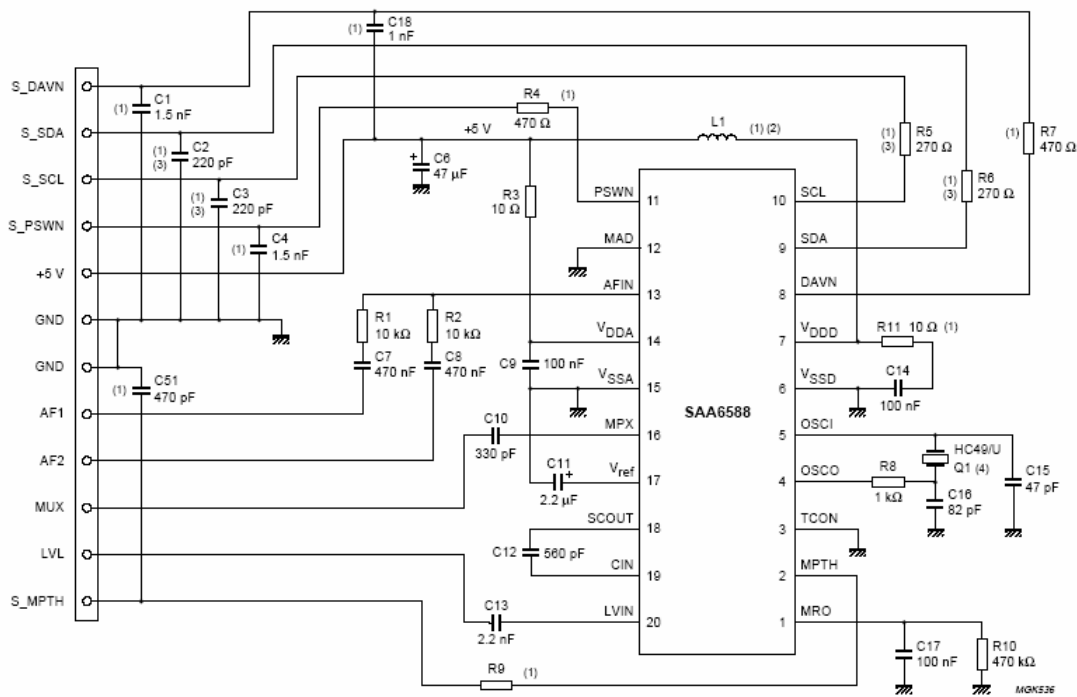 C18
(1)
1 nF
S_DAVN
C1
(1)
1.5 nF
R4
(1)
470 Ω
S_SDA
+5 V
L1
(1) (2)
(1)
(3)
R5
270 Ω
(1)
R7
470 Ω
C2
(1)
(3)
220 pF
+
C6
47 µF
S_SCL
C3
(1)
(3)
220 pF
R3
10 Ω
PSWN
11
10
SCL
(1)
(3)
R6
270 Ω
S_PSWN
C4
(1)
1.5 nF
MAD
12
9
SDA
+5 V
AFIN
13
8
DAVN
GND
R1
10 kΩ
R2
10 kΩ
VDDA
14
7
VDDD
R11
10 Ω
(1)
GND
C7
470 nF
C8
470 nF
C9
100 nF
VSSA
15
6
VSSD
C14
100 nF
C51
(1)
470 pF
AF1
SAA6588
C10
330 pF
MPX
16
5
OSCI
HC49/U
Q1 (4)
AF2
C11
+
2.2 µF
Vref
17
4
OSCO
R8
1 kΩ
C16
82 pF
C15
47 pF
MUX
SCOUT
18
3
TCON
LVL
C12
560 pF
CIN
19
2
MPTH
S_MPTH
C13
2.2 nF
LVIN
20
1
MRO
C17
100 nF
R10
470 kΩ
R9
(1)
MGK536